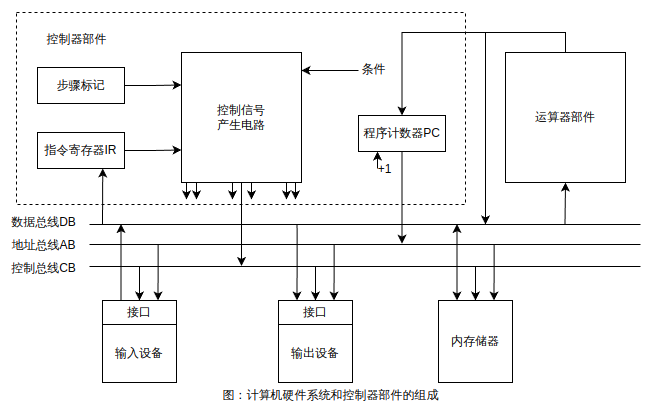 控制器部件
步骤标记
控制信号
产生电路
条件
指令寄存器IR
程序计数器PC
+1
运算器部件
数据总线DB
地址总线AB
控制总线CB
接口
输入设备
接口
输出设备
内存储器
图：计算机硬件系统和控制器部件的组成